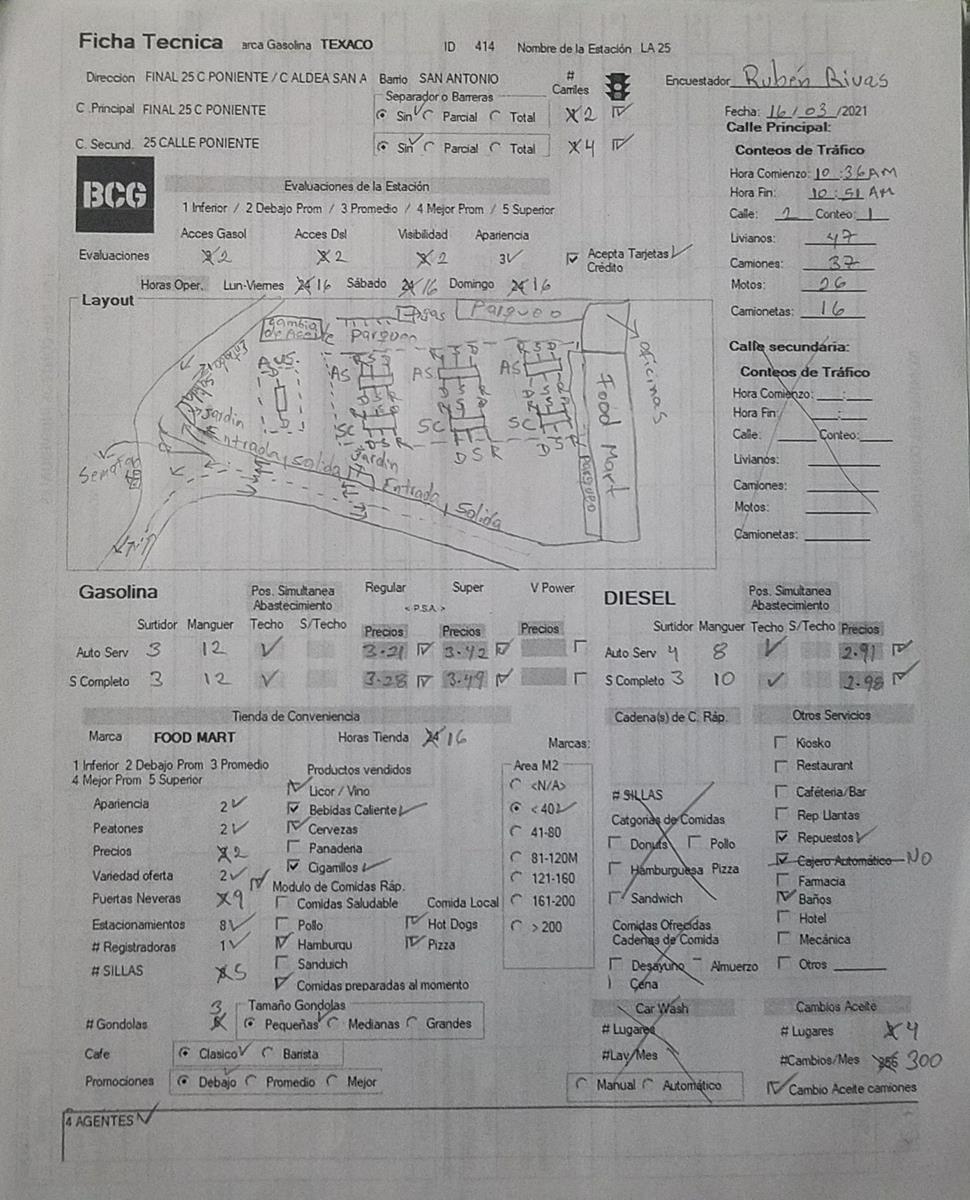 Ficha Tecnica arca Gasolina TEXACO ID 414 Nombre de la Estación LA 25
Direccion FINAL 25 C PONIENTE / C ALDEA SAN A Barrio SAN ANTONIO # Carriles Encuestador Rubén Rivas
Separador o Barreras
C .Principal FINAL 25 C PONIENTE Sin Parcial Total 2
C. Secund. 25 CALLE PONIENTE Sin Parcial Total 4
Fecha: 16/03/2021
Calle Principal:
Conteos de Tráfico
Hora Comienzo: 10:36 AM
Hora Fin: 10:51 AM
Calle: 2 Conteo: 1
Livianos: 47
Camiones: 37
Motos: 26
Camionetas: 16
BCG
Evaluaciones de la Estación
1 Inferior / 2 Debajo Prom / 3 Promedio / 4 Mejor Prom / 5 Superior
Acces Gasol Acces Dsl Visibilidad Apariencia
Evaluaciones 2 2 2 3 Acepta Tarjetas Crédito
Horas Oper. Lun-Viernes 24 16 Sábado 24 16 Domingo 24 16
Calle secundária:
Conteos de Tráfico
Hora Comienzo: :
Hora Fin: :
Calle: Conteo:
Livianos:
Camiones:
Motos:
Camionetas:
Layout
Parqueo
cambio de Aceite Parqueo
oficinas
AS AS AS
SC SC SC
Food Mart
Parqueo
Jardin
Entrada y Solida
Jardin
Entrada y Solida
Gasolina Pos. Simultanea Abastecimiento Regular Super V Power
< P.S.A. >
Surtidor Manguer Techo S/Techo Precios Precios Precios
Auto Serv 3 12 3.21 3.42
S Completo 3 12 3.28 3.49
DIESEL Pos. Simultanea Abastecimiento
Surtidor Manguer Techo S/Techo Precios
Auto Serv 4 8 2.91
S Completo 3 10 2.98
Tienda de Conveniencia
Marca FOOD MART Horas Tienda 24 16
1 Inferior 2 Debajo Prom 3 Promedio
4 Mejor Prom 5 Superior
Apariencia 2
Peatones 2
Precios 2
Variedad oferta 2
Puertas Neveras 9
Estacionamientos 8
# Registradoras 1
# SILLAS 5
# Gondolas 3
Tamaño Gondolas
Pequeñas Medianas Grandes
Cafe Clasico Barista
Promociones Debajo Promedio Mejor
Productos vendidos
Licor / Vino
Bebidas Caliente
Cervezas
Panaderia
Cigarrillos
Modulo de Comidas Ráp.
Comidas Saludable Comida Local
Pollo Hot Dogs
Hamburgu Pizza
Sanduich
Comidas preparadas al momento
Marcas:
Area M2
<N/A>
< 40
41-80
81-120M
121-160
161-200
> 200
Cadena(s) de C. Ráp.
# SILLAS
Catgorias de Comidas
Donuts Pollo
Hamburguesa Pizza
Sandwich
Comidas Ofrecidas
Cadenas de Comida
Desayuno Almuerzo
Cena
Car Wash
# Lugares
#Lav/Mes
Manual Automático
Otros Servicios
Kiosko
Restaurant
Caféteria/Bar
Rep Llantas
Repuestos
Cajero Automático NO
Farmacia
Baños
Hotel
Mecánica
Otros
Cambios Aceite
# Lugares 4
#Cambios/Mes 300
Cambio Aceite camiones
4 AGENTES